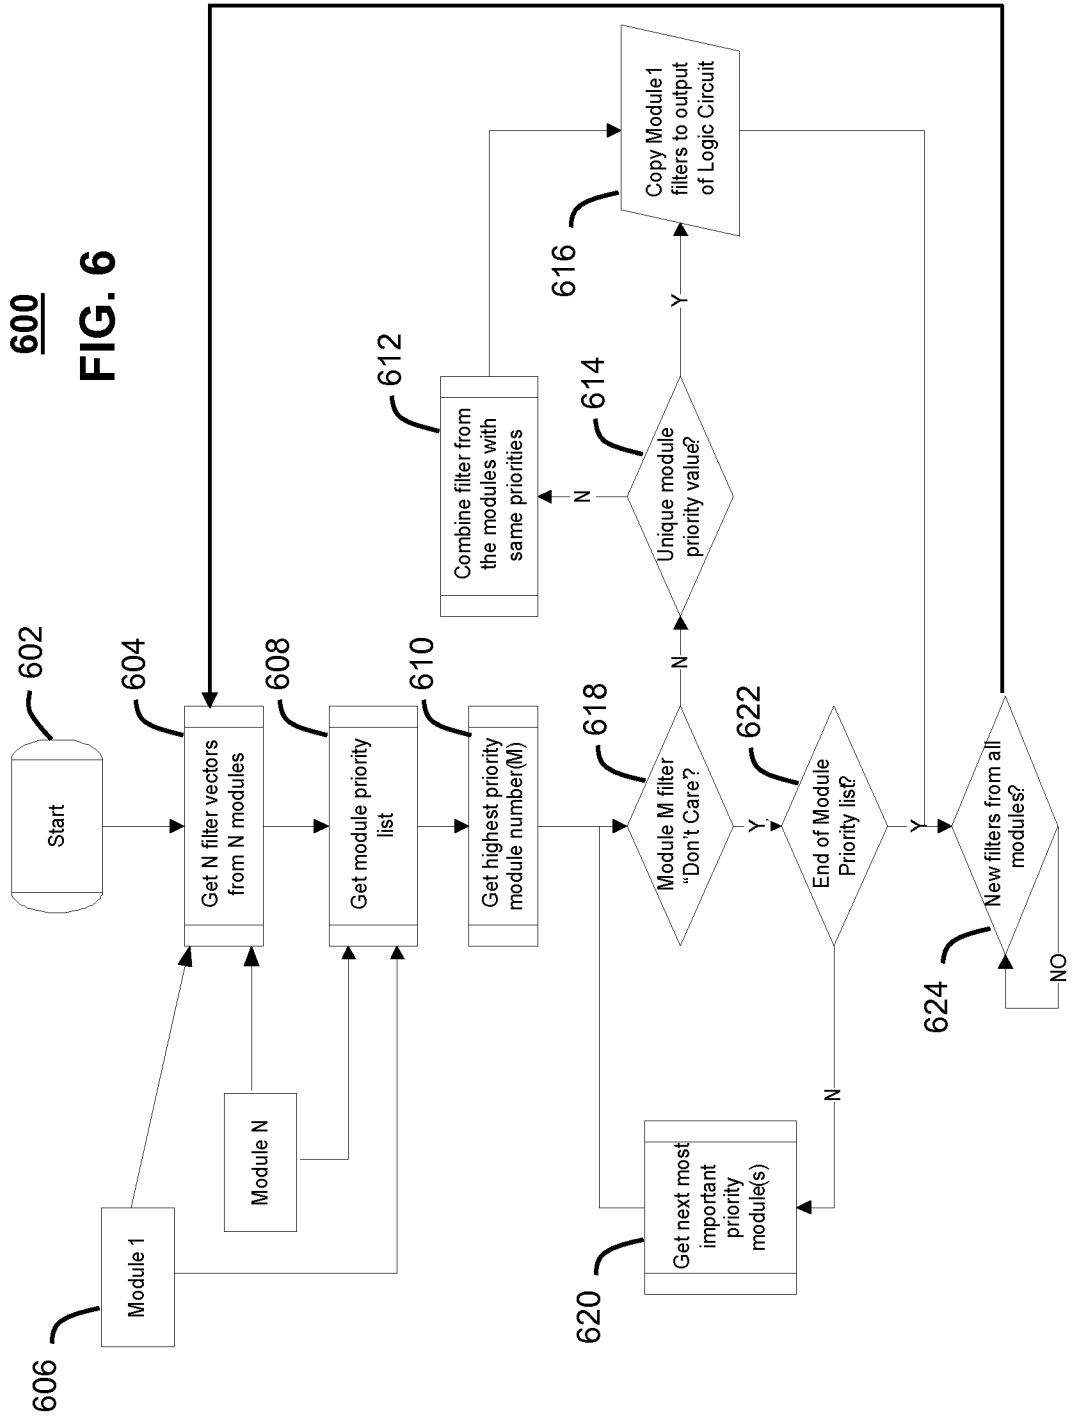 600
FIG. 6
602
Start
604
Get N filter vectors
from N modules
606
Module 1
Module N
608
Get module priority
list
610
Get highest priority
module number(M)
612
Combine filter from
the modules with
same priorities
614
Unique module
priority value?
N
Y
616
Copy Module1
filters to output
of Logic Circuit
618
Module M filter
“Don't Care?
N
Y
620
Get next most
important
priority
module(s)
622
End of Module
Priority list?
N
Y
624
New filters from all
modules?
NO